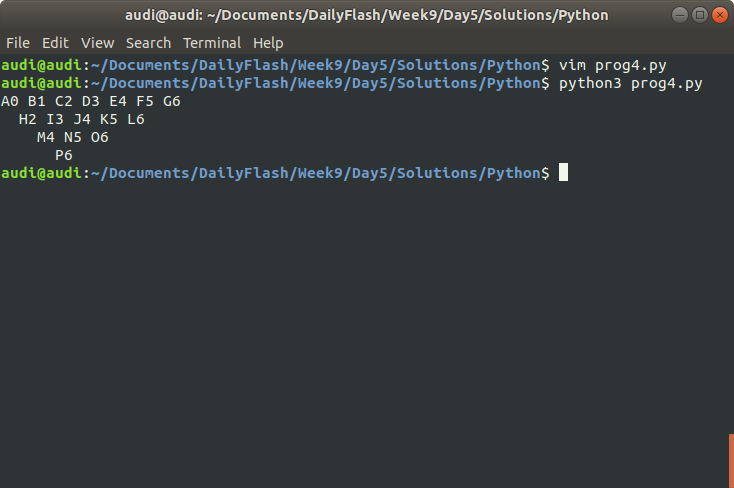 audi@audi: ~/Documents/DailyFlash/Week9/Day5/Solutions/Python
File Edit View Search Terminal Help
audi@audi:~/Documents/DailyFlash/Week9/Day5/Solutions/Python$ vim prog4.py
audi@audi:~/Documents/DailyFlash/Week9/Day5/Solutions/Python$ python3 prog4.py
A0 B1 C2 D3 E4 F5 G6
  H2 I3 J4 K5 L6
    M4 N5 O6
      P6
audi@audi:~/Documents/DailyFlash/Week9/Day5/Solutions/Python$